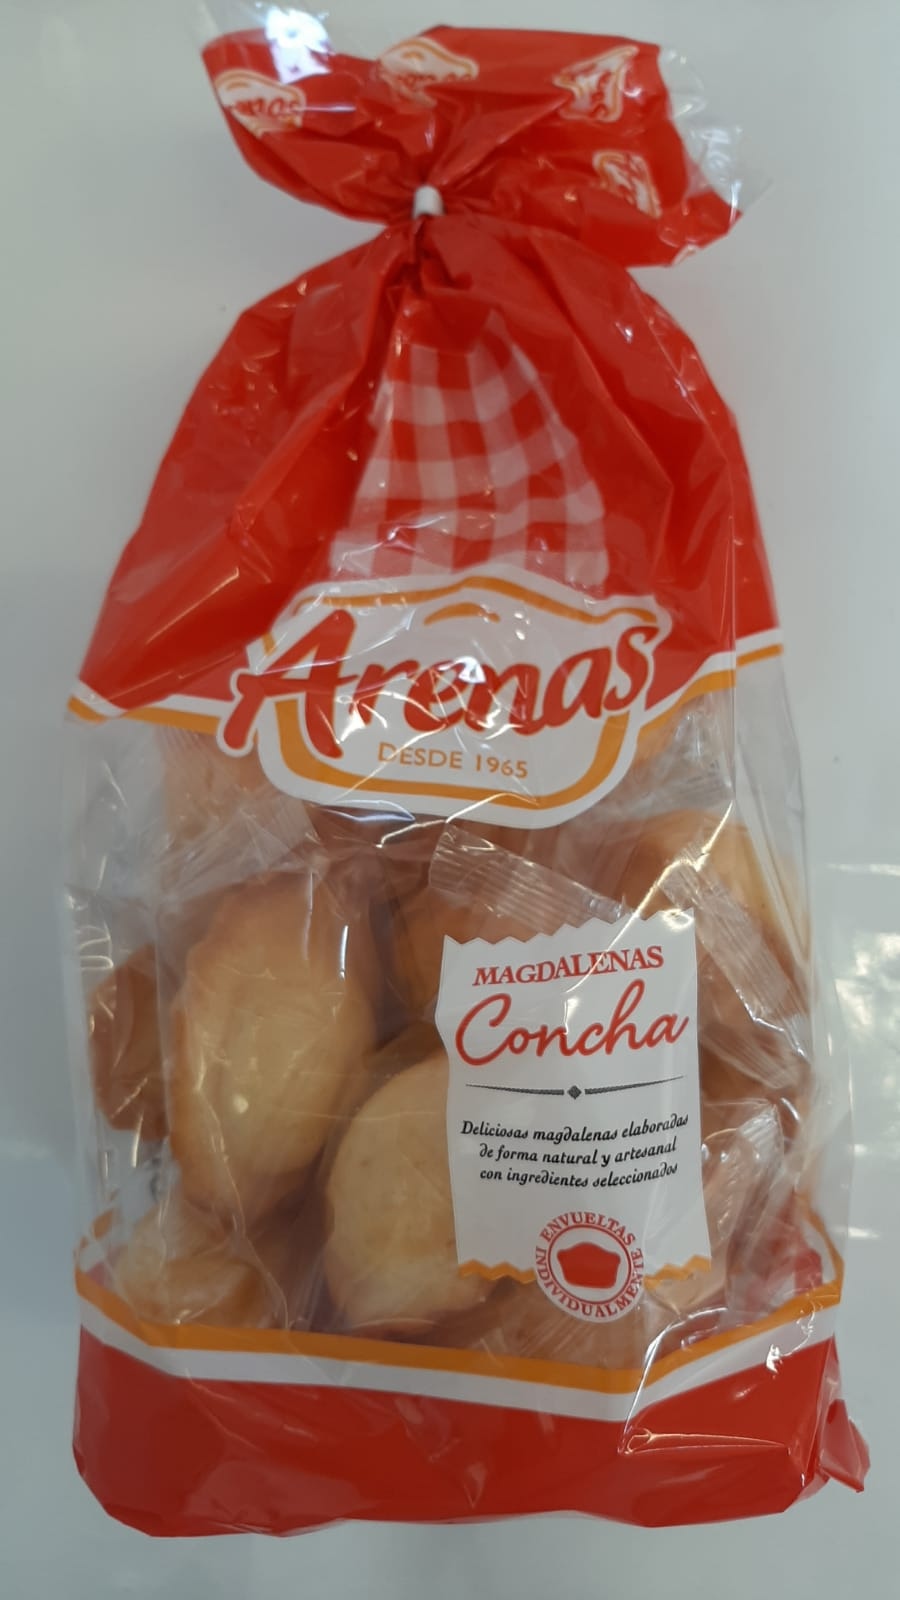 Arenas
DESDE 1965
MAGDALENAS
Concha
Deliciosas magdalenas elaboradas
de forma natural y artesanal
con ingredientes seleccionados
ENVUELTAS
INDIVIDUALMENTE